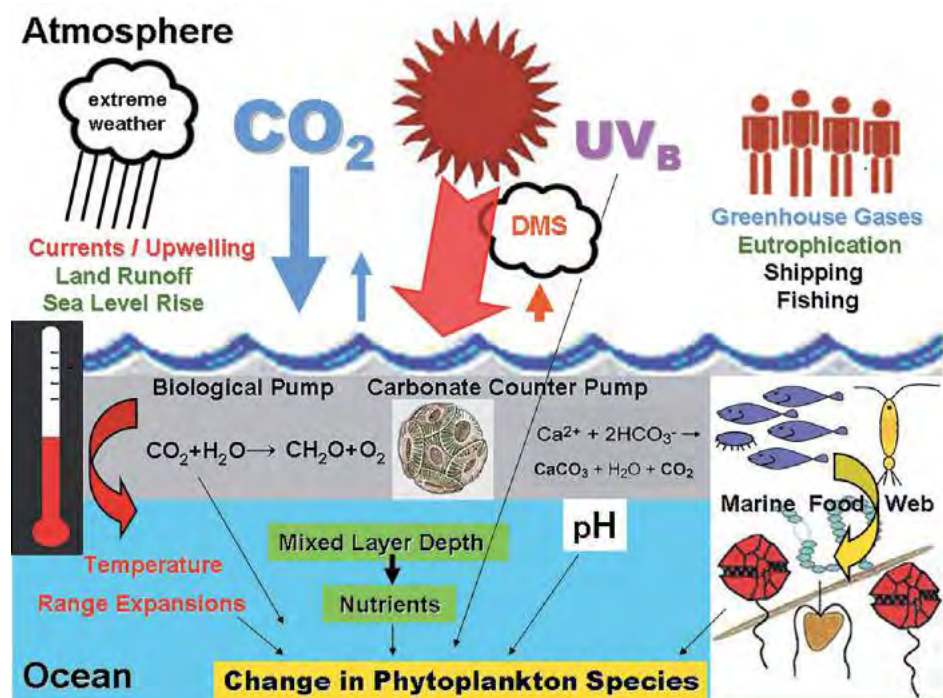 Atmosphere
extreme
weather
CO₂
UV_B
DMS
Currents / Upwelling
Land Runoff
Sea Level Rise
Greenhouse Gases
Eutrophication
Shipping
Fishing
Biological Pump
Carbonate Counter Pump
CO₂+H₂O→ CH₂O+O₂
Ca²⁺ + 2HCO₃⁻→
CaCO₃ + H₂O + CO₂
Marine Food Web
pH
Mixed Layer Depth
Nutrients
Temperature
Range Expansions
Ocean
Change in Phytoplankton Species